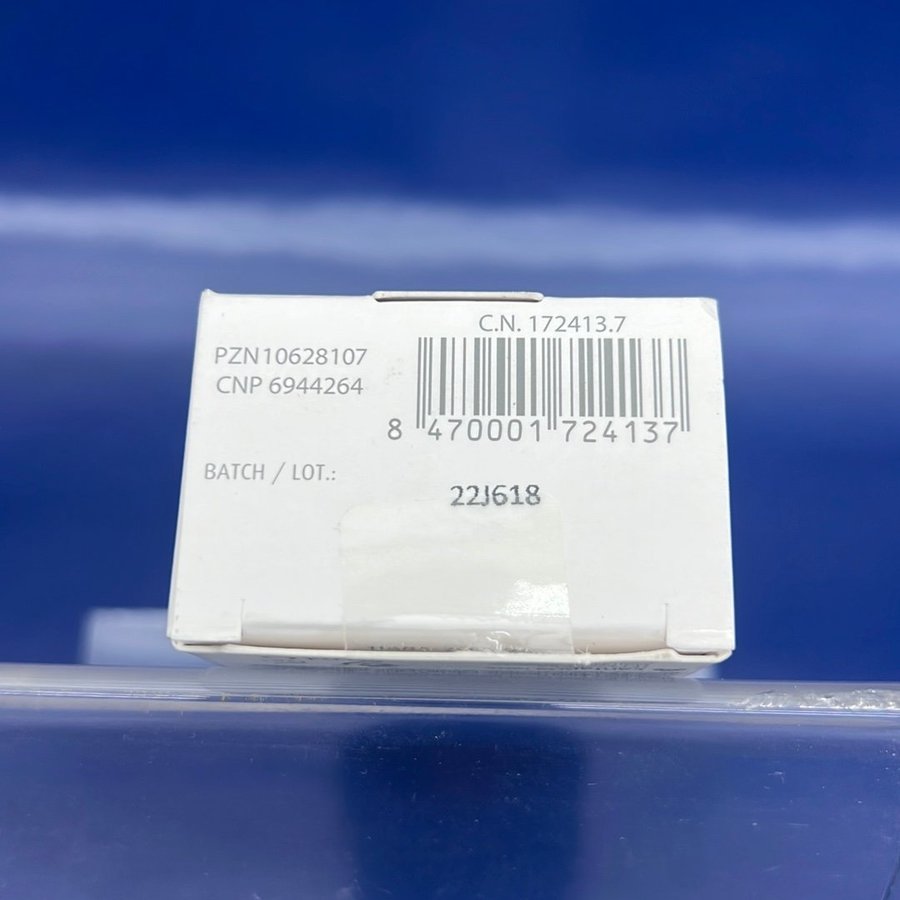 C.N. 172413.7
PZN10628107
CNP 6944264
8 470001 724137
BATCH / LOT.:
22J618